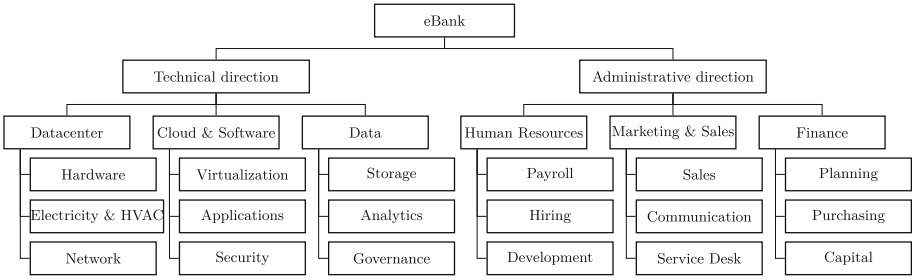 eBank
Technical direction
Administrative direction
Datacenter
Cloud & Software
Data
Human Resources
Marketing & Sales
Finance
Hardware
Virtualization
Storage
Payroll
Sales
Planning
Electricity & HVAC
Applications
Analytics
Hiring
Communication
Purchasing
Network
Security
Governance
Development
Service Desk
Capital